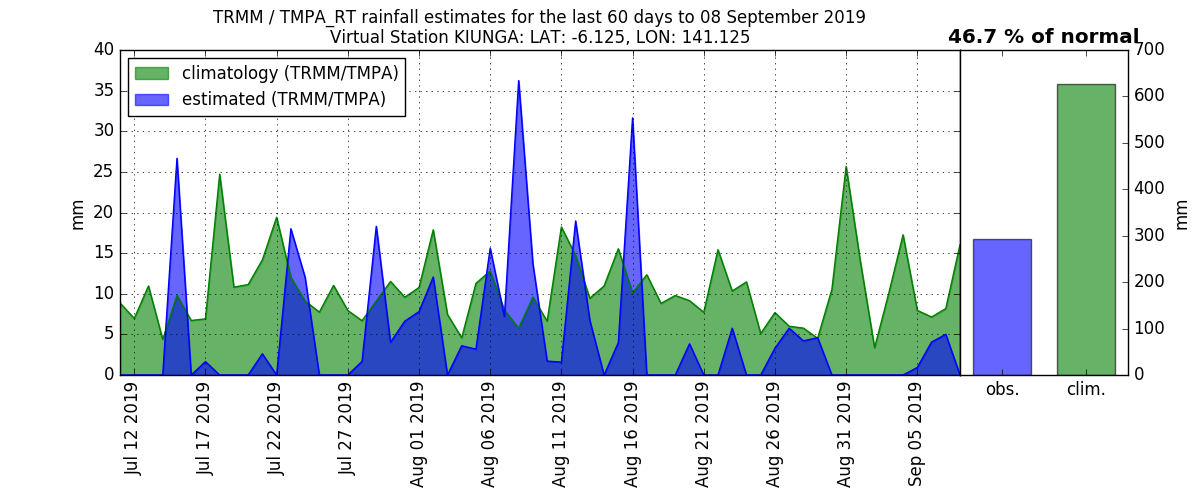 TRMM / TMPA_RT rainfall estimates for the last 60 days to 08 September 2019
Virtual Station KIUNGA: LAT: -6.125, LON: 141.125
46.7 % of normal
climatology (TRMM/TMPA)
estimated (TRMM/TMPA)
mm
40
35
30
25
20
15
10
5
0
Jul 12 2019
Jul 17 2019
Jul 22 2019
Jul 27 2019
Aug 01 2019
Aug 06 2019
Aug 11 2019
Aug 16 2019
Aug 21 2019
Aug 26 2019
Aug 31 2019
Sep 05 2019
obs.
clim.
700
600
500
400
300
200
100
0
mm